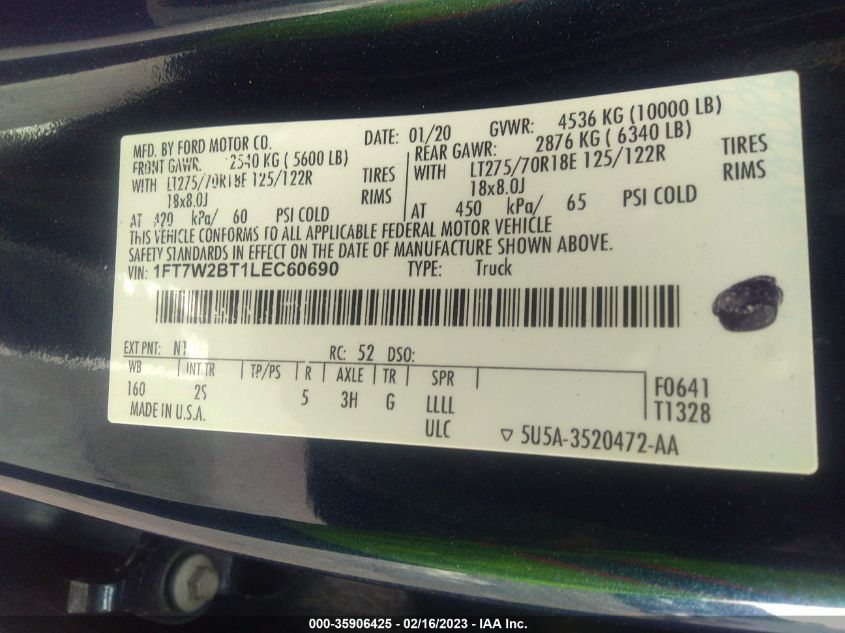 MFD. BY FORD MOTOR CO. DATE: 01/20 GVWR: 4536 KG (10000 LB)
FRONT GAWR: 2540 KG ( 5600 LB) REAR GAWR: 2876 KG ( 6340 LB)
WITH LT275/70R18E 125/122R TIRES WITH LT275/70R18E 125/122R TIRES
18x8.0J RIMS 18x8.0J RIMS
AT 420 kPa/ 60 PSI COLD AT 450 kPa/ 65 PSI COLD
THIS VEHICLE CONFORMS TO ALL APPLICABLE FEDERAL MOTOR VEHICLE
SAFETY STANDARDS IN EFFECT ON THE DATE OF MANUFACTURE SHOWN ABOVE.
VIN: 1FT7W2BT1LEC60690 TYPE: Truck
EXT PNT: N1 RC: 52 DSO:
WB INT TR TP/PS R AXLE TR SPR F0641
160 2S 5 3H G LLLL T1328
MADE IN U.S.A. ULC ▽ 5U5A-3520472-AA
000-35906425 - 02/16/2023 - IAA Inc.